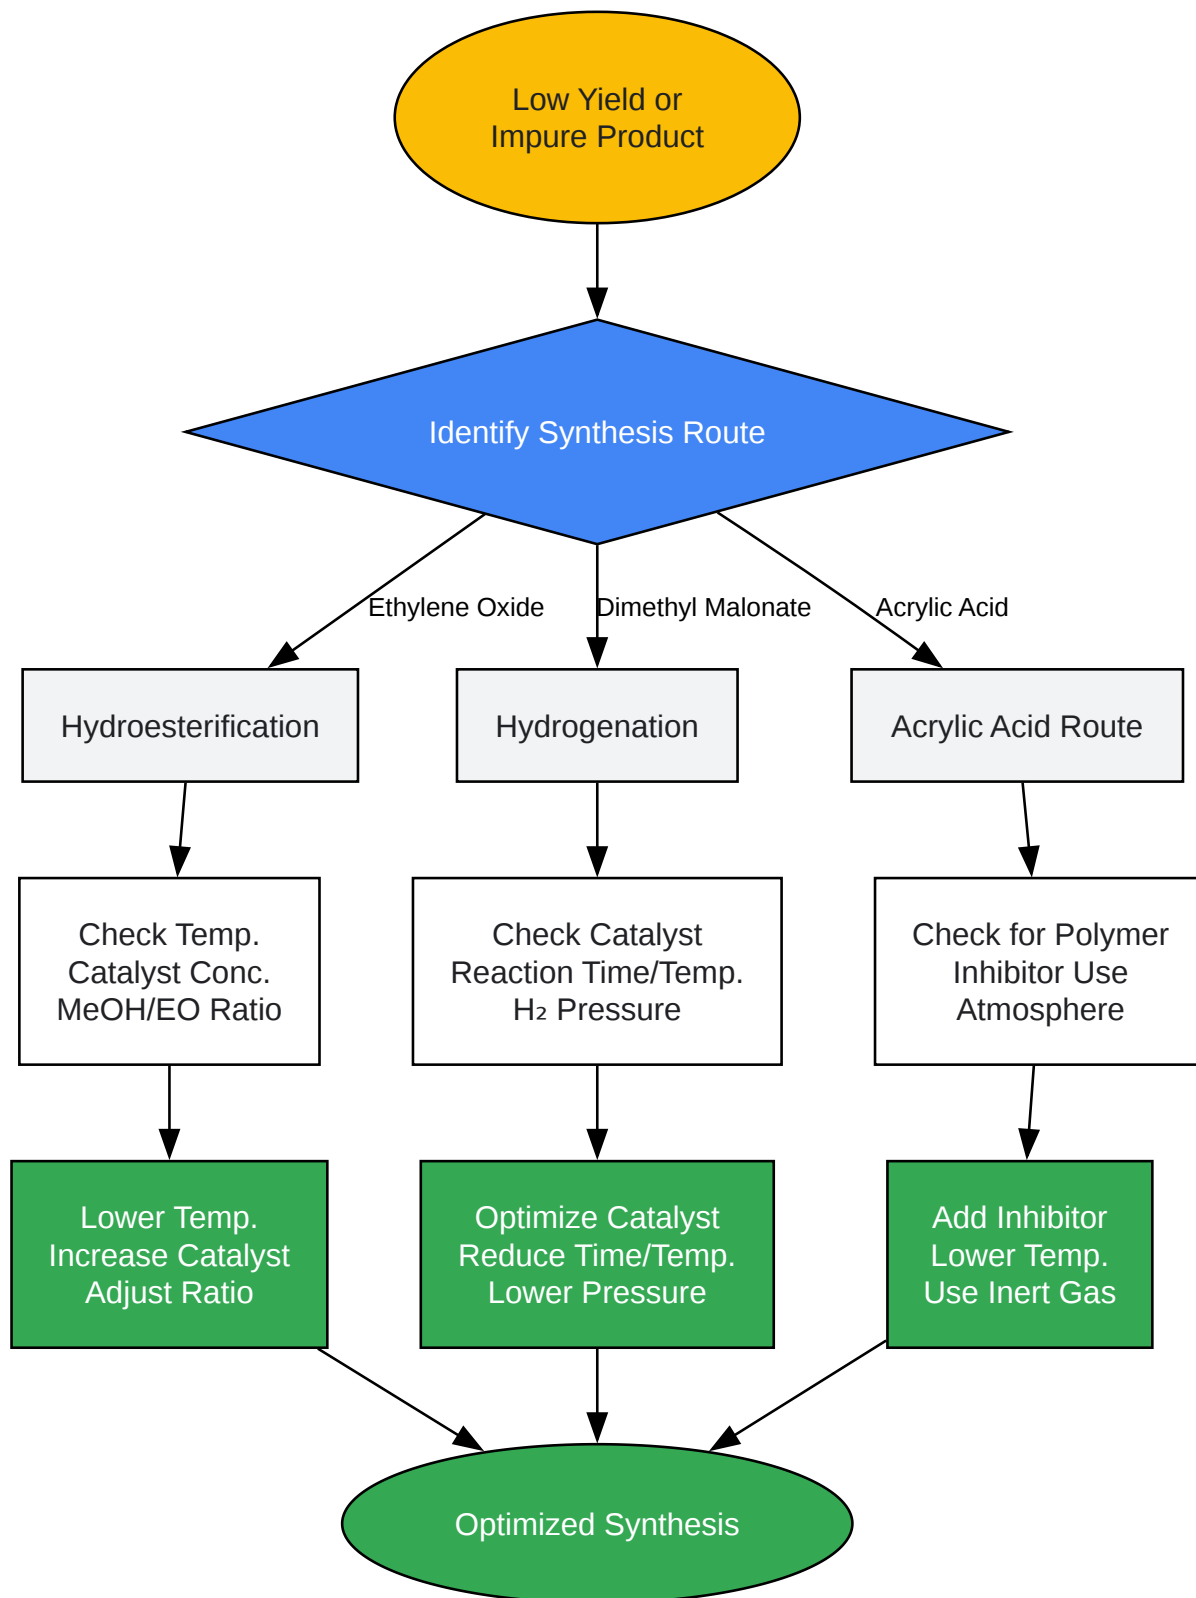 Low Yield or
Impure Product
Identify Synthesis Route
Ethylene Oxide
Dimethyl Malonate
Acrylic Acid
Hydroesterification
Hydrogenation
Acrylic Acid Route
Check Temp.
Catalyst Conc.
MeOH/EO Ratio
Check Catalyst
Reaction Time/Temp.
H₂ Pressure
Check for Polymer
Inhibitor Use
Atmosphere
Lower Temp.
Increase Catalyst
Adjust Ratio
Optimize Catalyst
Reduce Time/Temp.
Lower Pressure
Add Inhibitor
Lower Temp.
Use Inert Gas
Optimized Synthesis